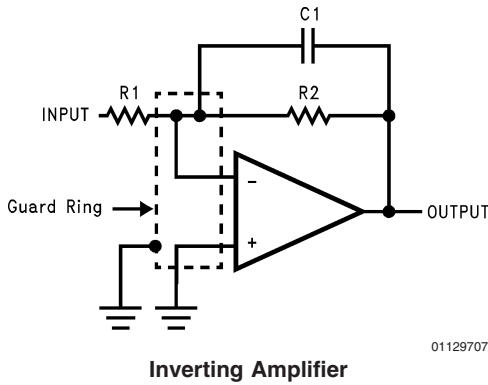 C1
R1
R2
INPUT
−
Guard Ring
+
OUTPUT
01129707
Inverting Amplifier